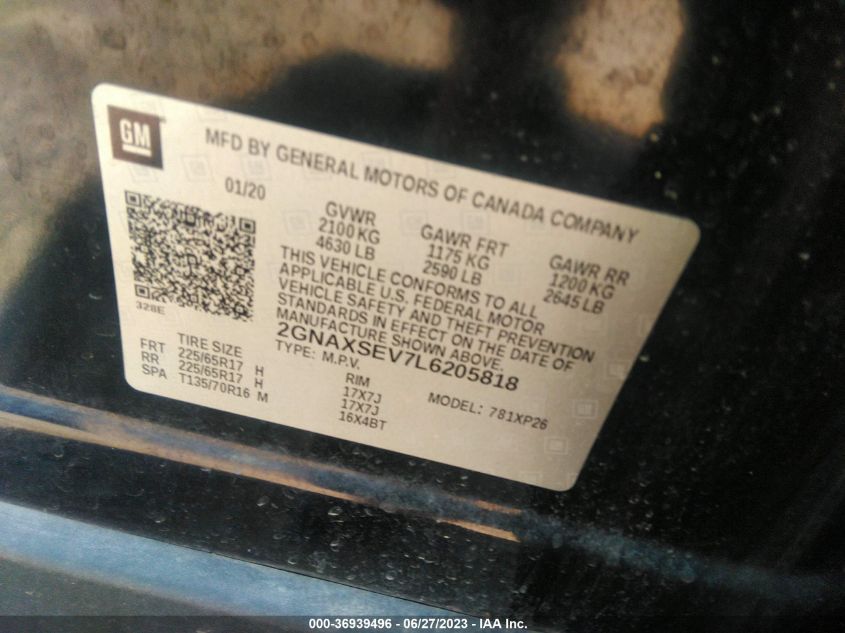 GM
MFD BY GENERAL MOTORS OF CANADA COMPANY
01/20
GVWR GAWR FRT GAWR RR
2100 KG 1175 KG 1200 KG
4630 LB 2590 LB 2645 LB
THIS VEHICLE CONFORMS TO ALL
APPLICABLE U.S. FEDERAL MOTOR
VEHICLE SAFETY AND THEFT PREVENTION
STANDARDS IN EFFECT ON THE DATE OF
MANUFACTURE SHOWN ABOVE.
328E
2GNAXSEV7L6205818
TYPE: M.P.V. MODEL: 781XP26
TIRE SIZE RIM
FRT 225/65R17 H 17X7J
RR 225/65R17 H 17X7J
SPA T135/70R16 M 16X4BT
000-36939496 - 06/27/2023 - IAA Inc.